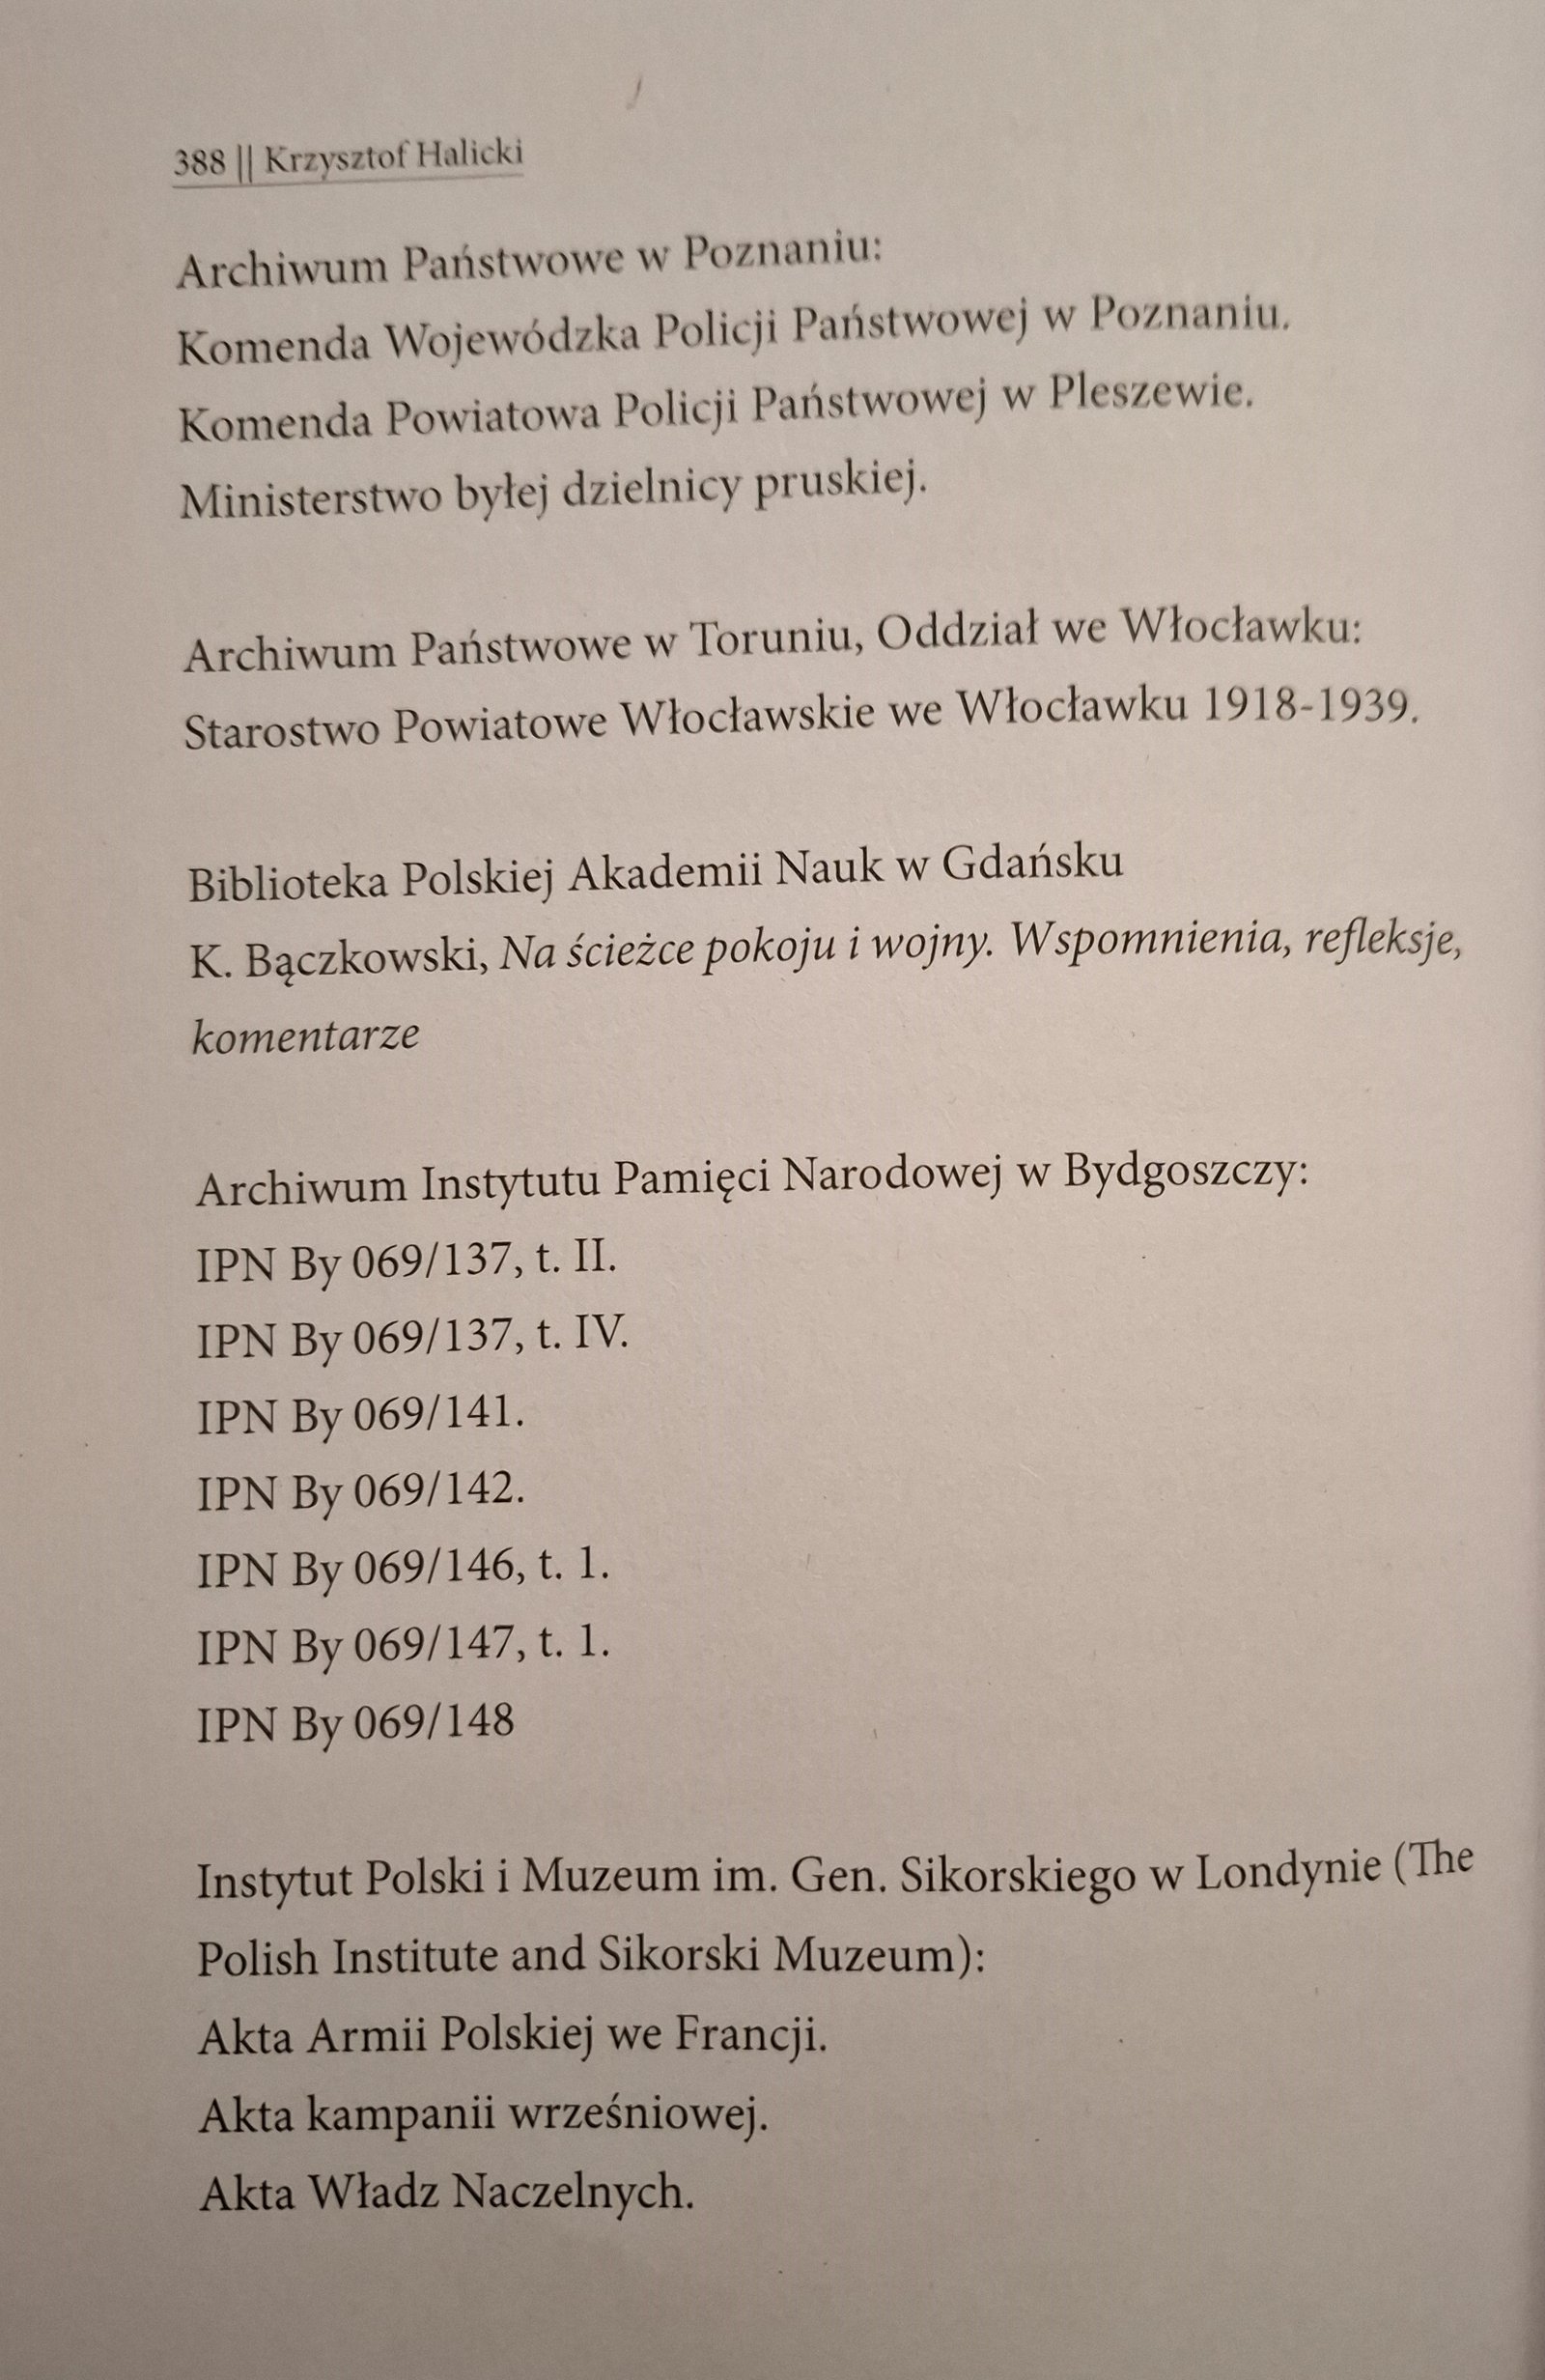 388 || Krzysztof Halicki
Archiwum Państwowe w Poznaniu:
Komenda Wojewódzka Policji Państwowej w Poznaniu.
Komenda Powiatowa Policji Państwowej w Pleszewie.
Ministerstwo byłej dzielnicy pruskiej.
Archiwum Państwowe w Toruniu, Oddział we Włocławku:
Starostwo Powiatowe Włocławskie we Włocławku 1918-1939.
Biblioteka Polskiej Akademii Nauk w Gdańsku
K. Bączkowski, Na ścieżce pokoju i wojny. Wspomnienia, refleksje,
komentarze
Archiwum Instytutu Pamięci Narodowej w Bydgoszczy:
IPN By 069/137, t. II.
IPN By 069/137, t. IV.
IPN By 069/141.
IPN By 069/142.
IPN By 069/146, t. 1.
IPN By 069/147, t. 1.
IPN By 069/148
Instytut Polski i Muzeum im. Gen. Sikorskiego w Londynie (The
Polish Institute and Sikorski Muzeum):
Akta Armii Polskiej we Francji.
Akta kampanii wrześniowej.
Akta Władz Naczelnych.